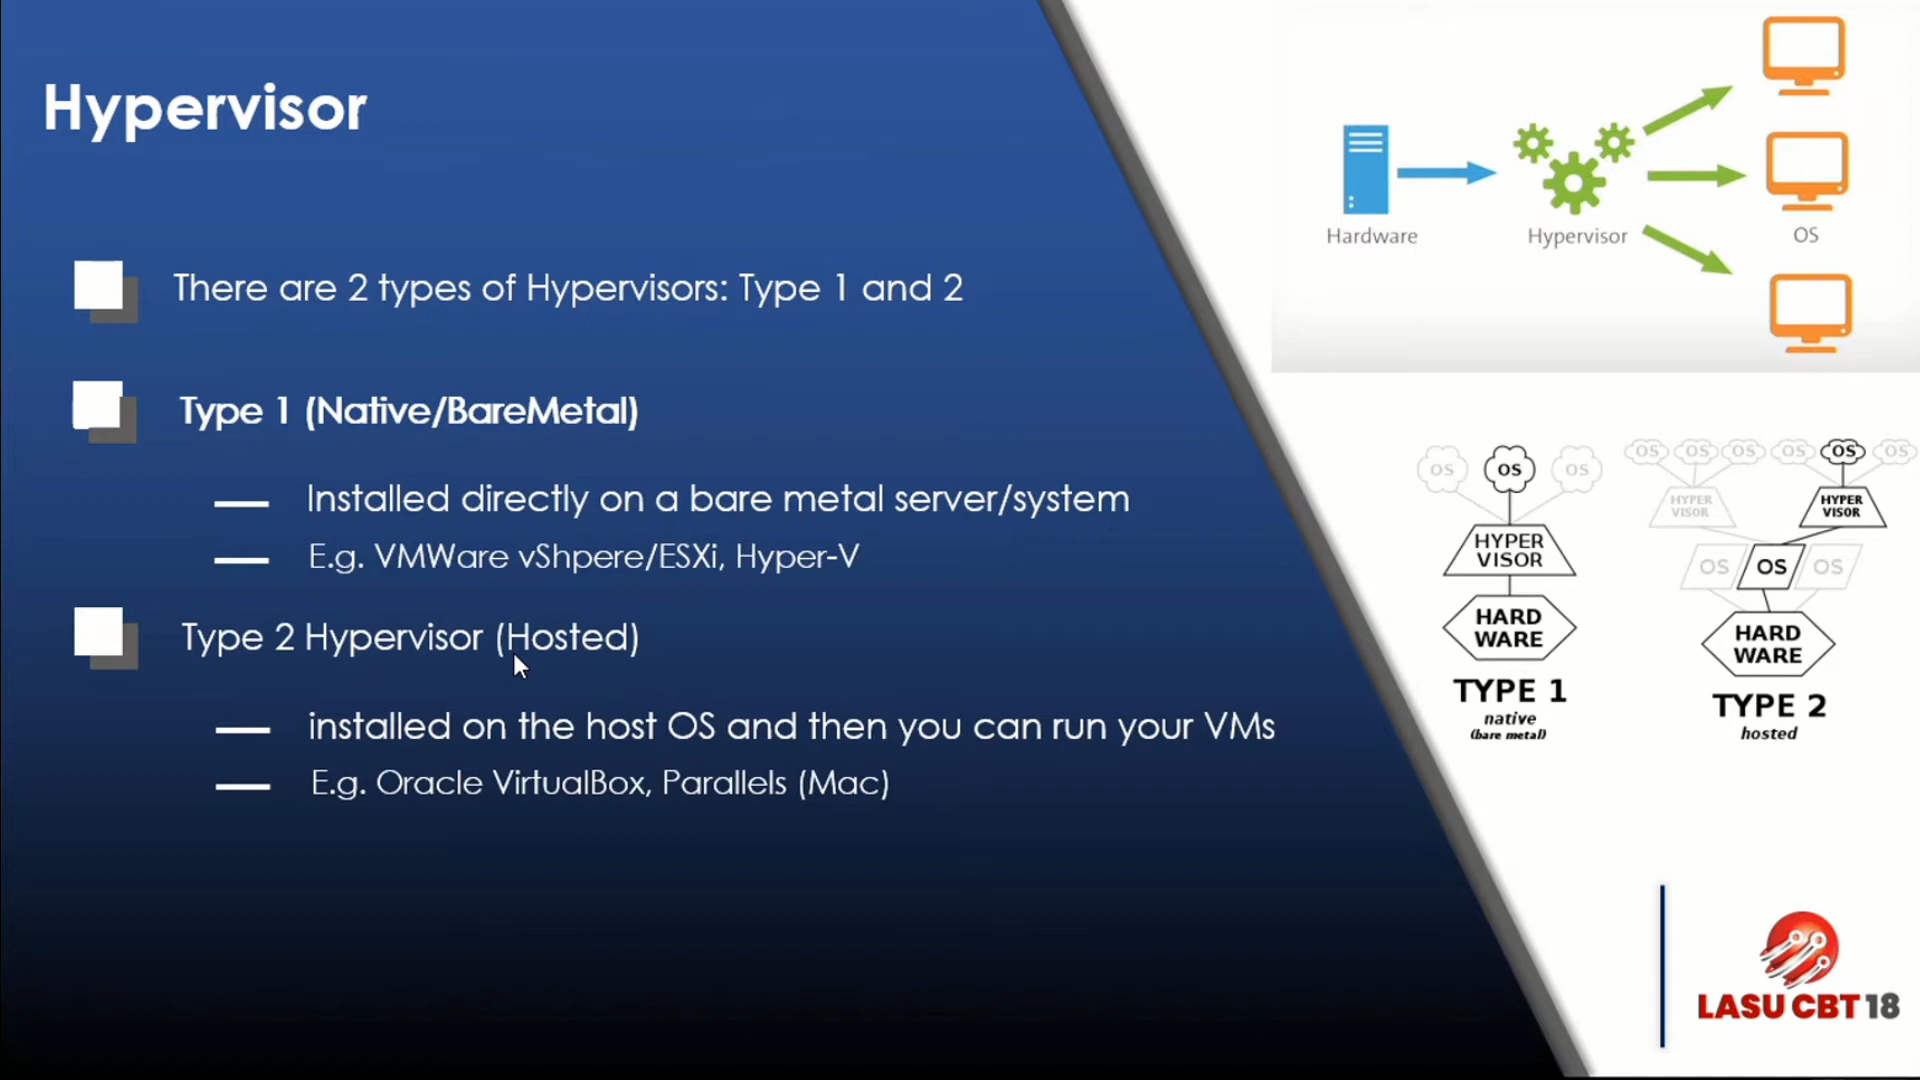 Hypervisor
There are 2 types of Hypervisors: Type 1 and 2
Type 1 (Native/BareMetal)
Installed directly on a bare metal server/system
E.g. VMWare vShpere/ESXi, Hyper-V
Type 2 Hypervisor (Hosted)
installed on the host OS and then you can run your VMs
E.g. Oracle VirtualBox, Parallels (Mac)
Hardware
Hypervisor
OS
OS OS OS
HYPER
VISOR
HARD
WARE
TYPE 1
native
(bare metal)
OS OS OS OS OS OS
HYPER
VISOR
HYPER
VISOR
OS OS OS
HARD
WARE
TYPE 2
hosted
LASU CBT 18